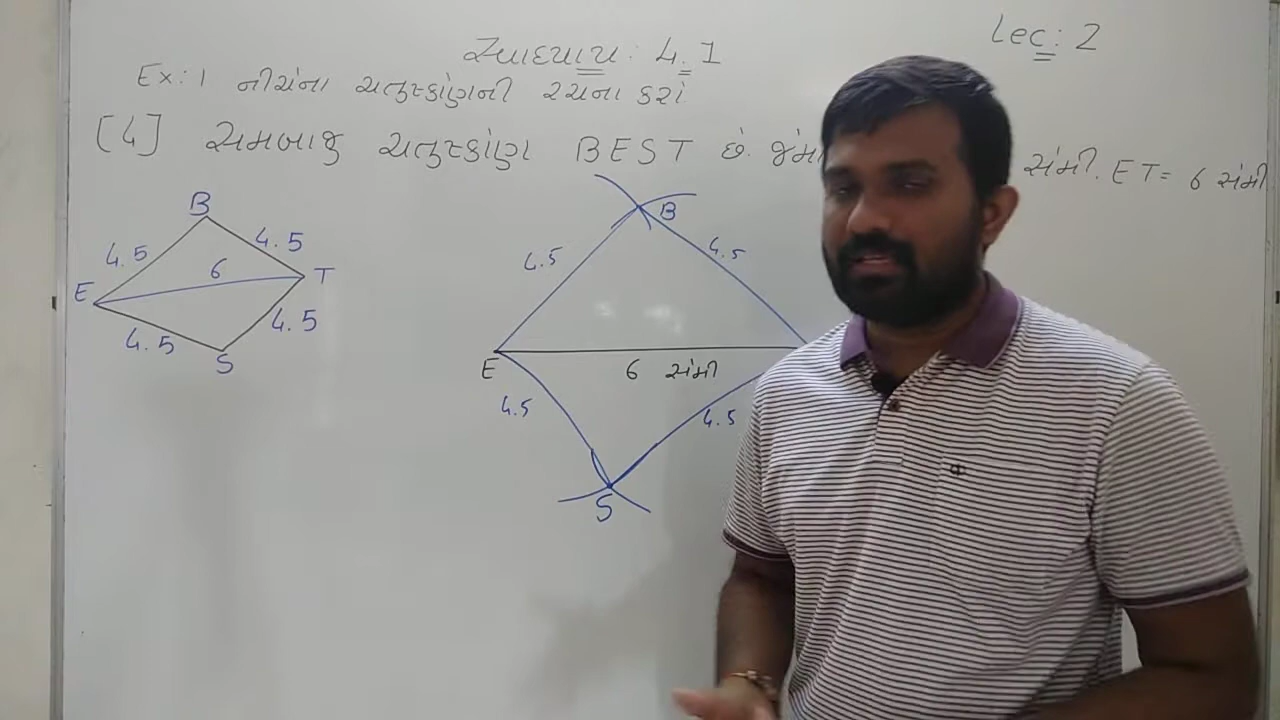 સ્વાધ્યાય: 4.1
Lec: 2
Ex: 1 નીચેના ચતુષ્કોણની રચના કરો
[4] સમબાજુ ચતુષ્કોણ BEST છે. જેમાં સેમી. ET= 6 સેમી
B
4.5 4.5
6
E T
4.5 4.5
S
B
4.5 4.5
E 6 સેમી
4.5 4.5
S